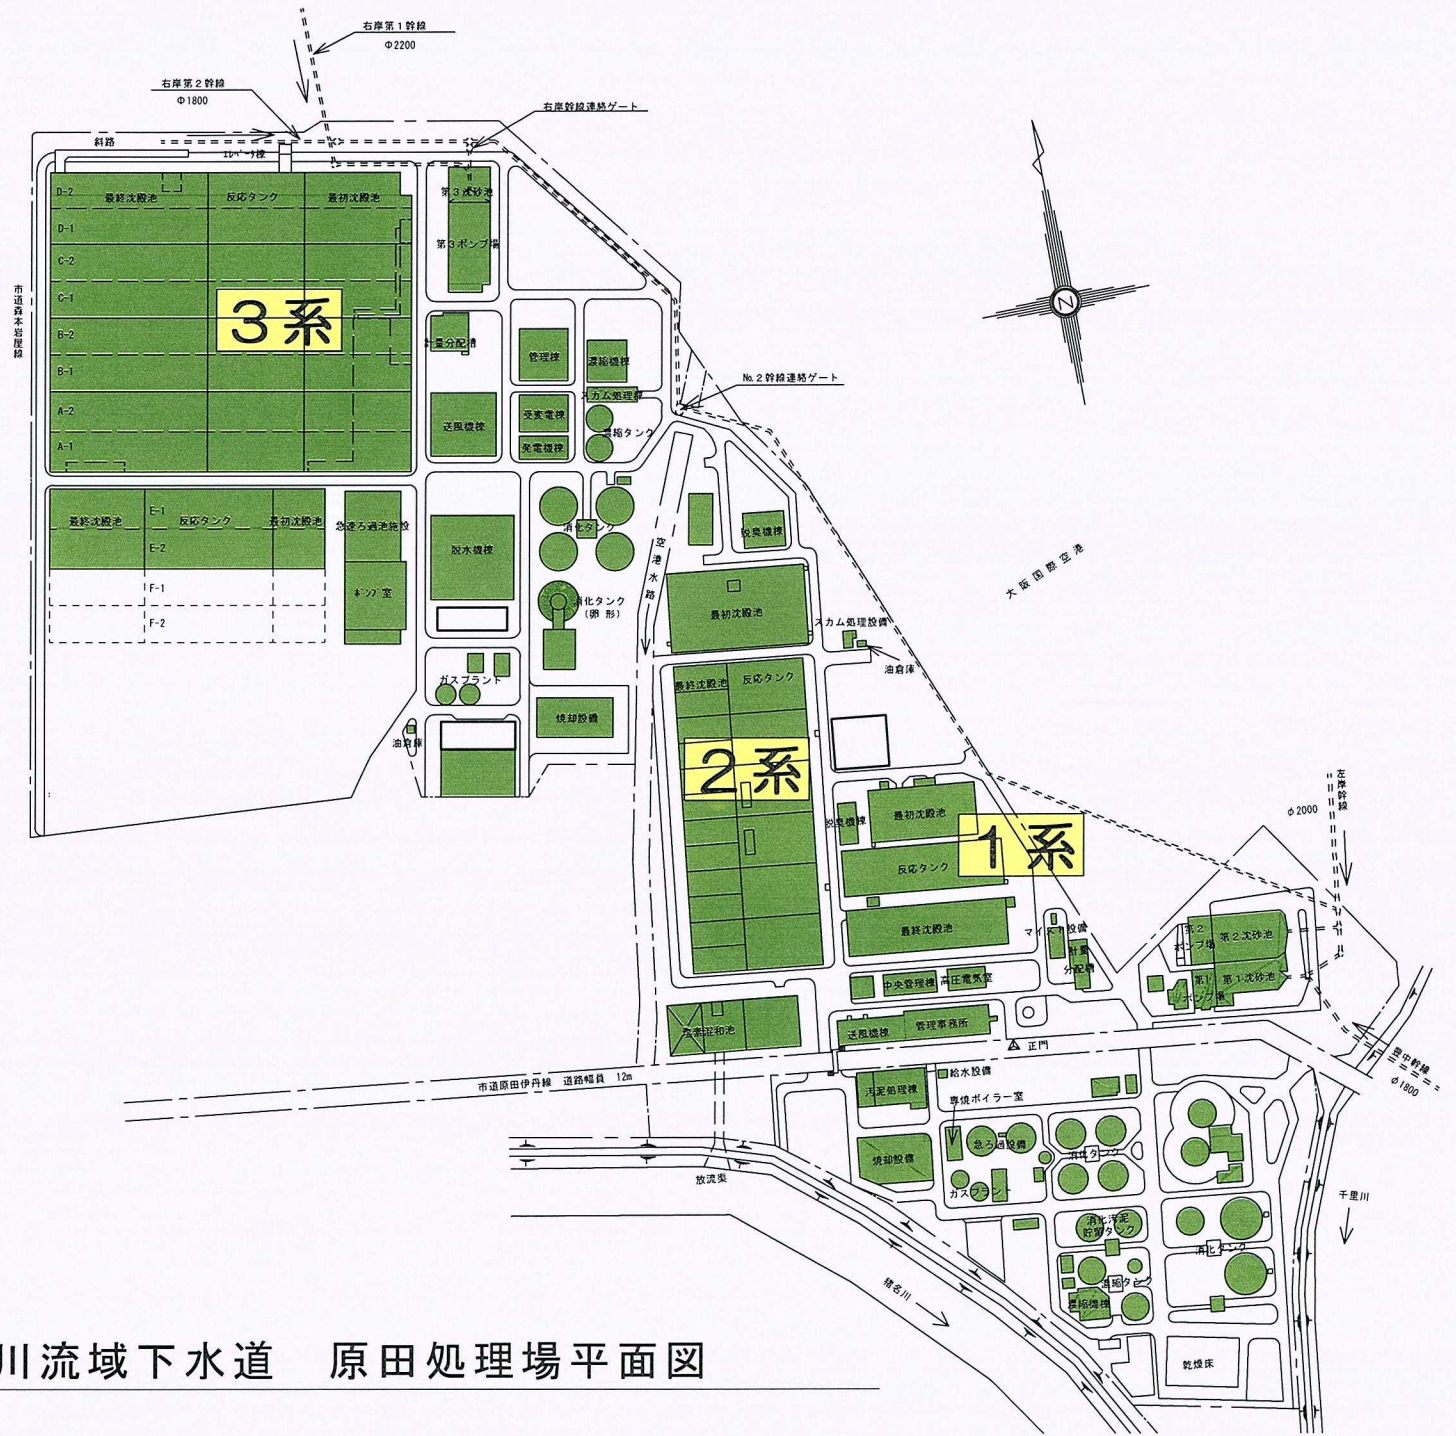 右岸第1幹線
Φ2200
右岸第2幹線
Φ1800
右岸幹線連絡ゲート
斜路
エレベータ棟
D-2
最終沈殿池
反応タンク
最初沈殿池
D-1
C-2
C-1
B-2
B-1
A-2
A-1
3系
市道森本岩屋線
第3沈砂池
第3ポンプ場
計量分配槽
管理棟
濃縮機棟
スカム処理棟
送風機棟
受変電棟
発電機棟
濃縮タンク
No.2幹線連絡ゲート
N
最終沈殿池
E-1
反応タンク
最初沈殿池
E-2
F-1
F-2
急速ろ過池施設
ポンプ室
脱水機棟
消化タンク
消化タンク
(卵 形)
ガスプラント
焼却設備
油倉庫
空港水路
脱臭機棟
大阪国際空港
最初沈殿池
スカム処理設備
油倉庫
最終沈殿池
反応タンク
2系
脱臭機棟
最初沈殿池
1系
反応タンク
最終沈殿池
マイスト設備
計量
分配槽
中央管理棟
高圧電気室
送風機棟
管理事務所
塩素混和池
正門
左岸幹線
φ2000
第2
ポンプ場
第2沈砂池
第1
ポンプ場
第1沈砂池
豊中幹線
φ1800
市道原田伊丹線 道路幅員 12m
汚泥処理棟
給水設備
専焼ボイラー室
焼却設備
急ろ過設備
消化タンク
ガスプラント
放流渠
消化汚泥
貯留タンク
消化タンク
濃縮タンク
濃縮機棟
千里川
猪名川
乾燥床
川流域下水道 原田処理場平面図